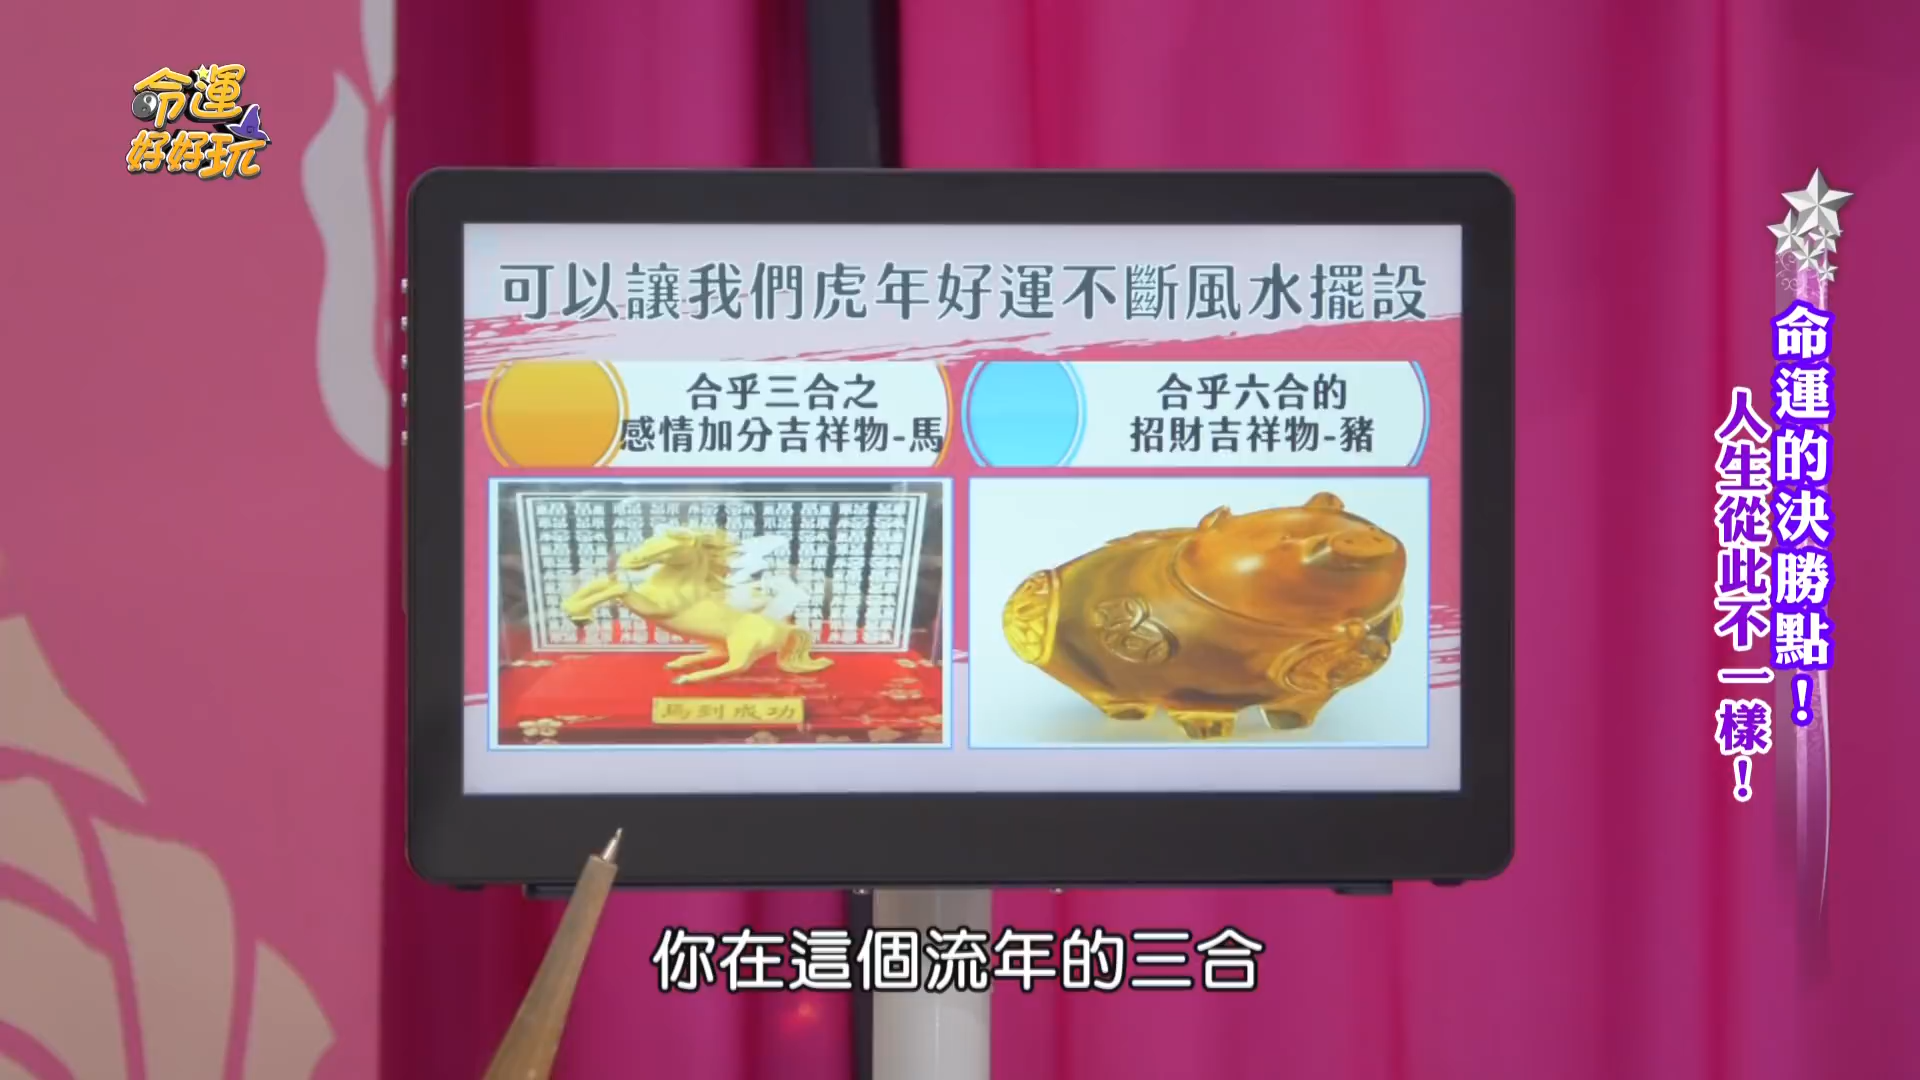 命運
好好玩
可以讓我們虎年好運不斷風水擺設
合乎三合之
感情加分吉祥物-馬
合乎六合的
招財吉祥物-豬
馬到成功
命運的決勝點！
人生從此不一樣！
你在這個流年的三合